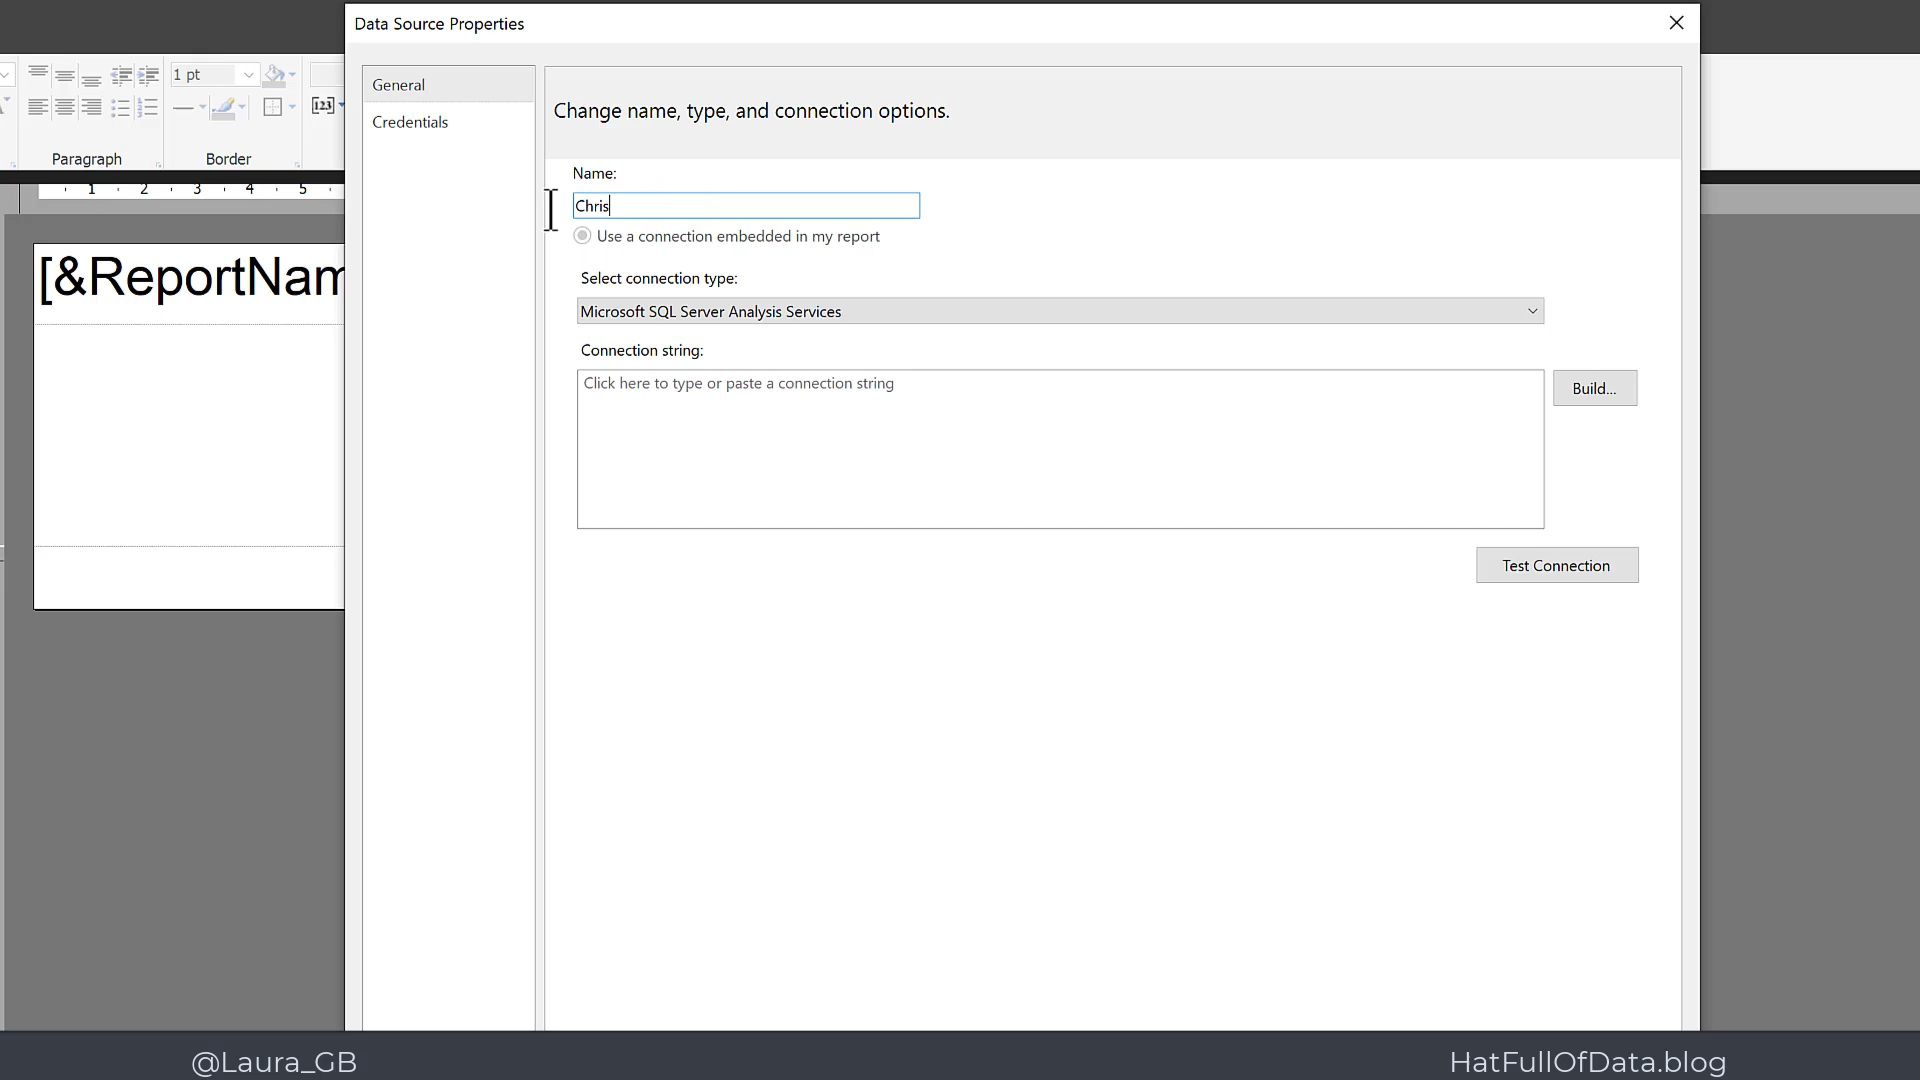 Data Source Properties
1 pt
[123]
Paragraph
Border
1 2 3 4 5
[&ReportNam
General
Credentials
Change name, type, and connection options.
Name:
Chris
Use a connection embedded in my report
Select connection type:
Microsoft SQL Server Analysis Services
Connection string:
Click here to type or paste a connection string
Build...
Test Connection
@Laura_GB
HatFullOfData.blog